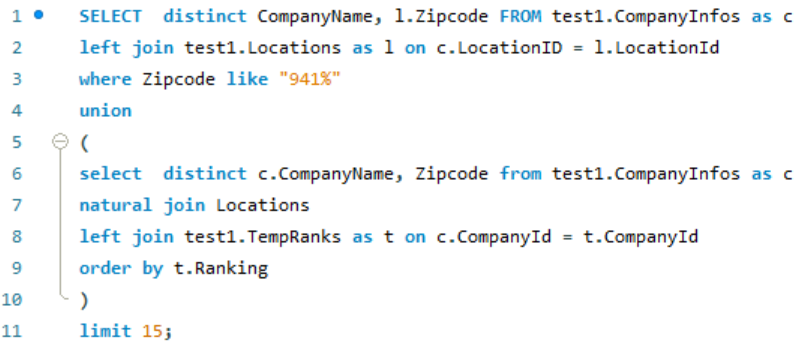 1 SELECT  distinct CompanyName, l.Zipcode FROM test1.CompanyInfos as c
2 left join test1.Locations as l on c.LocationID = l.LocationId
3 where Zipcode like "941%"
4 union
5 (
6 select  distinct c.CompanyName, Zipcode from test1.CompanyInfos as c
7 natural join Locations
8 left join test1.TempRanks as t on c.CompanyId = t.CompanyId
9 order by t.Ranking
10 )
11 limit 15;